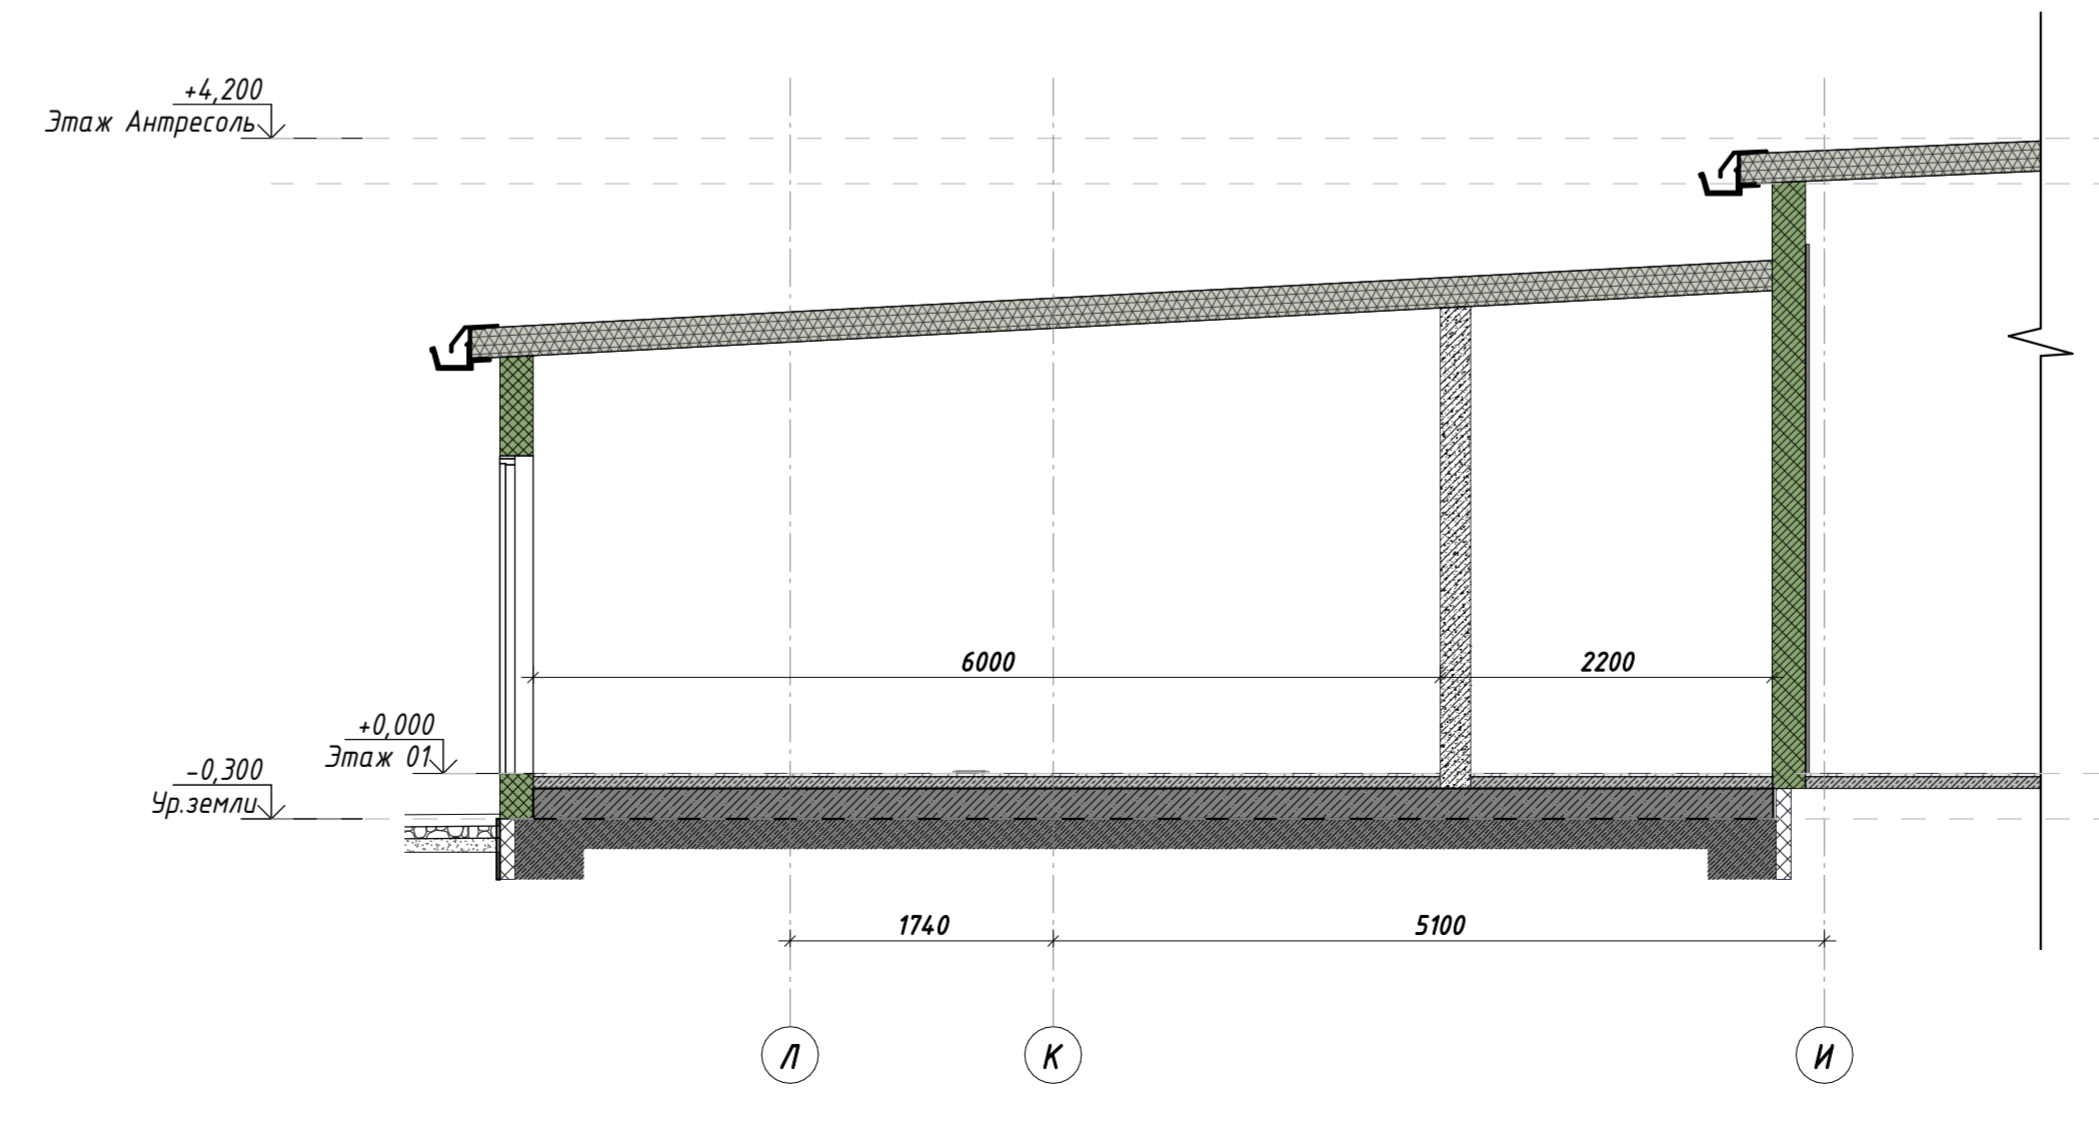 +4,200
Этаж Антресоль
6000
2200
+0,000
Этаж 01
-0,300
Ур.земли
1740
5100
Л
К
И